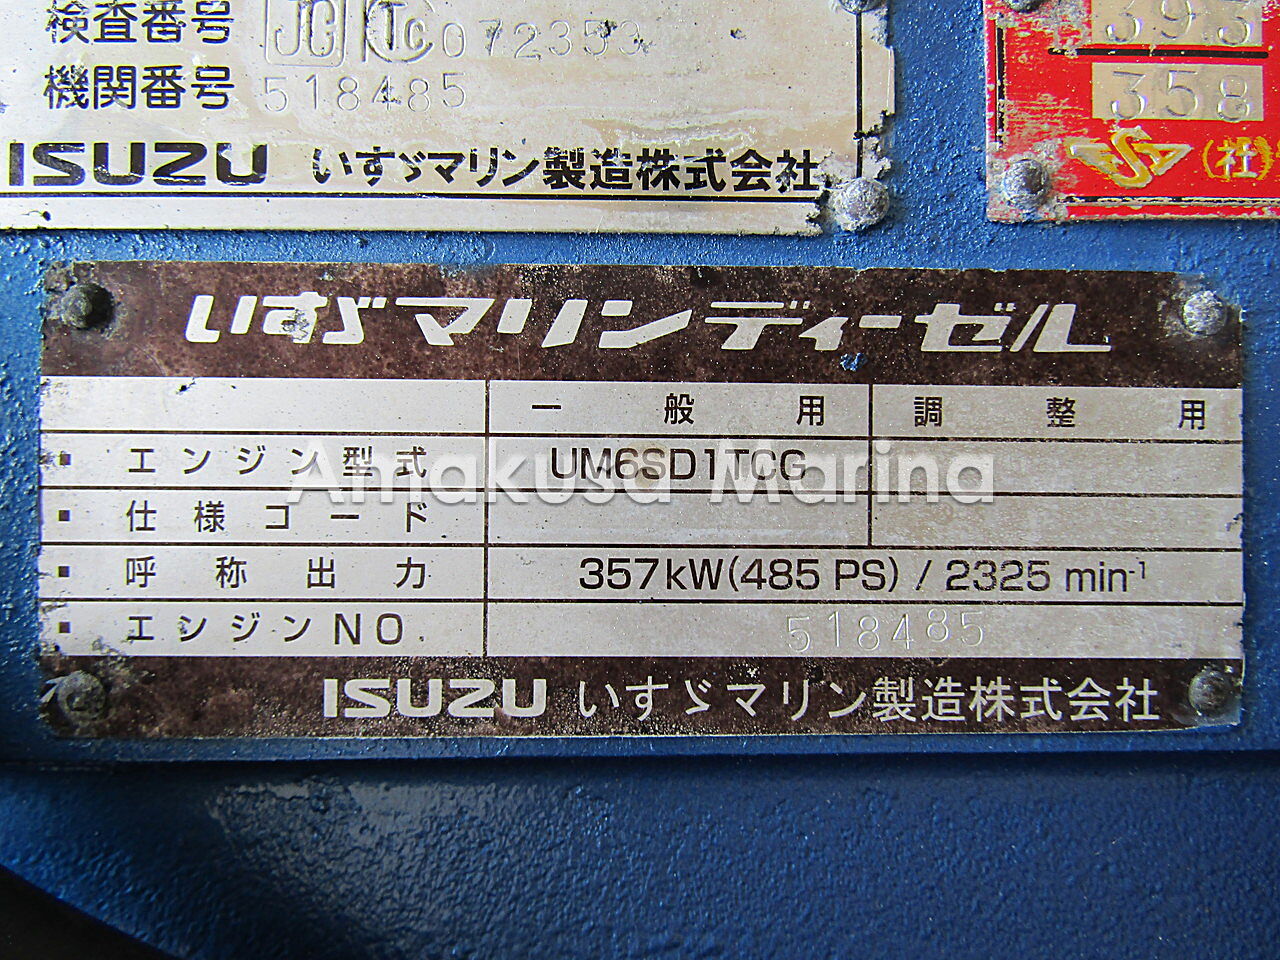 検査番号 JCI TC 072353
機関番号 518485
ISUZU いすゞマリン製造株式会社
393
358
(社)
いすゞマリンディーゼル
一般用 調整用
エンジン型式 UM6SD1TCG
仕様コード
呼称出力 357kW(485 PS) / 2325 min-1
エンジンNO. 518485
ISUZU いすゞマリン製造株式会社
Amakusa Marina